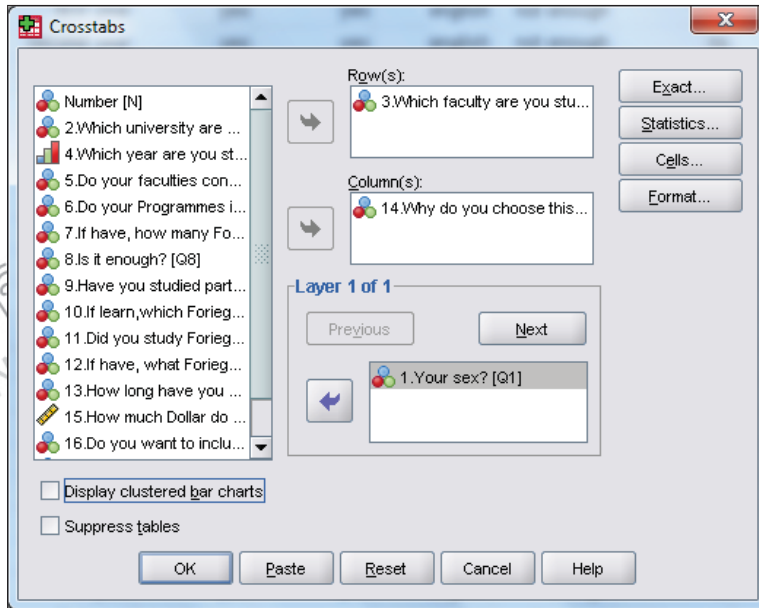 Crosstabs
Number [N]
2.Which university are ...
4.Which year are you st...
5.Do your faculties con...
6.Do your Programmes i...
7.If have, how many Fo...
8.Is it enough? [Q8]
9.Have you studied part...
10.If learn,which Forieg...
11.Did you study Forieg...
12.If have, what Forieg...
13.How long have you ...
15.How much Dollar do ...
16.Do you want to inclu...
Row(s):
3.Which faculty are you stu...
Column(s):
14.Why do you choose this...
Layer 1 of 1
Previous
Next
1.Your sex? [Q1]
Exact...
Statistics...
Cells...
Format...
Display clustered bar charts
Suppress tables
OK
Paste
Reset
Cancel
Help